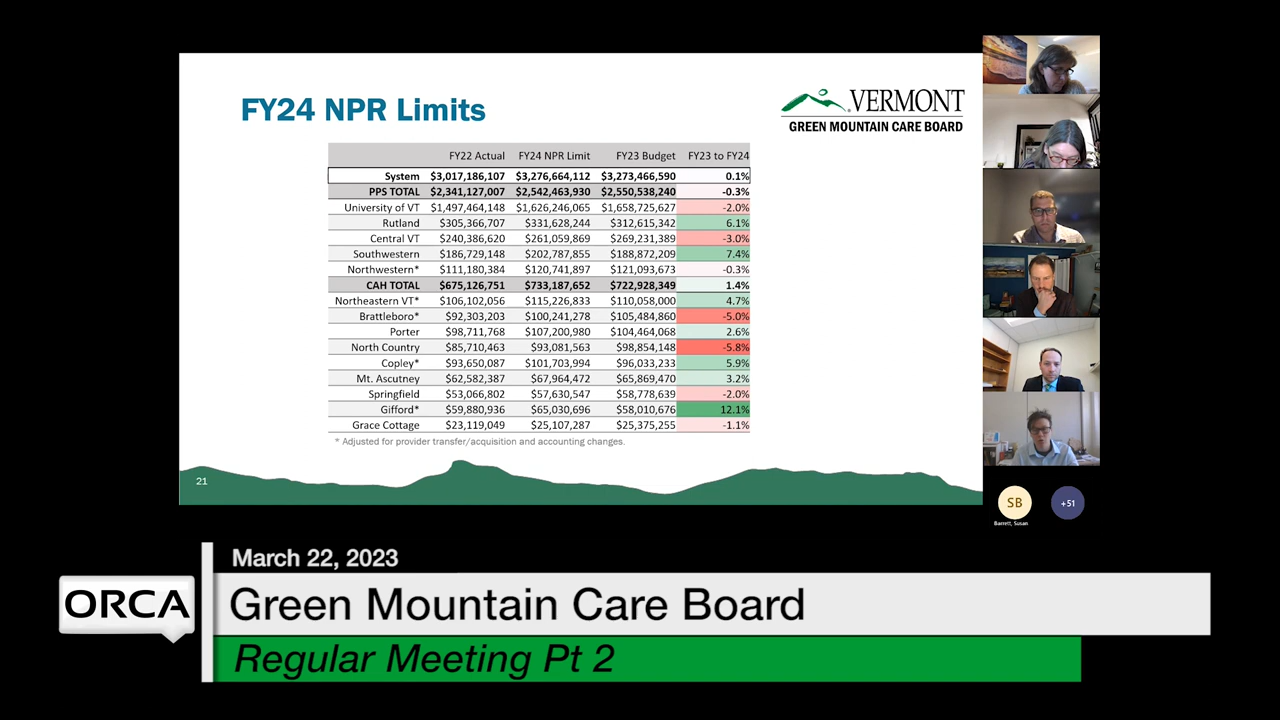 FY24 NPR Limits
VERMONT
GREEN MOUNTAIN CARE BOARD
FY22 Actual FY24 NPR Limit FY23 Budget FY23 to FY24
System $3,017,186,107 $3,276,664,112 $3,273,466,590 0.1%
PPS TOTAL $2,341,127,007 $2,542,463,930 $2,550,538,240 -0.3%
University of VT $1,497,464,148 $1,626,246,065 $1,658,725,627 -2.0%
Rutland $305,366,707 $331,628,244 $312,615,342 6.1%
Central VT $240,386,620 $261,059,869 $269,231,389 -3.0%
Southwestern $186,729,148 $202,787,855 $188,872,209 7.4%
Northwestern* $111,180,384 $120,741,897 $121,093,673 -0.3%
CAH TOTAL $675,126,751 $733,187,652 $722,928,349 1.4%
Northeastern VT* $106,102,056 $115,226,833 $110,058,000 4.7%
Brattleboro* $92,303,203 $100,241,278 $105,484,860 -5.0%
Porter $98,711,768 $107,200,980 $104,464,068 2.6%
North Country $85,710,463 $93,081,563 $98,854,148 -5.8%
Copley* $93,650,087 $101,703,994 $96,033,233 5.9%
Mt. Ascutney $62,582,387 $67,964,472 $65,869,470 3.2%
Springfield $53,066,802 $57,630,547 $58,778,639 -2.0%
Gifford* $59,880,936 $65,030,696 $58,010,676 12.1%
Grace Cottage $23,119,049 $25,107,287 $25,375,255 -1.1%
* Adjusted for provider transfer/acquisition and accounting changes.
21
SB
+51
Barrett, Susan
March 22, 2023
ORCA
Green Mountain Care Board
Regular Meeting Pt 2